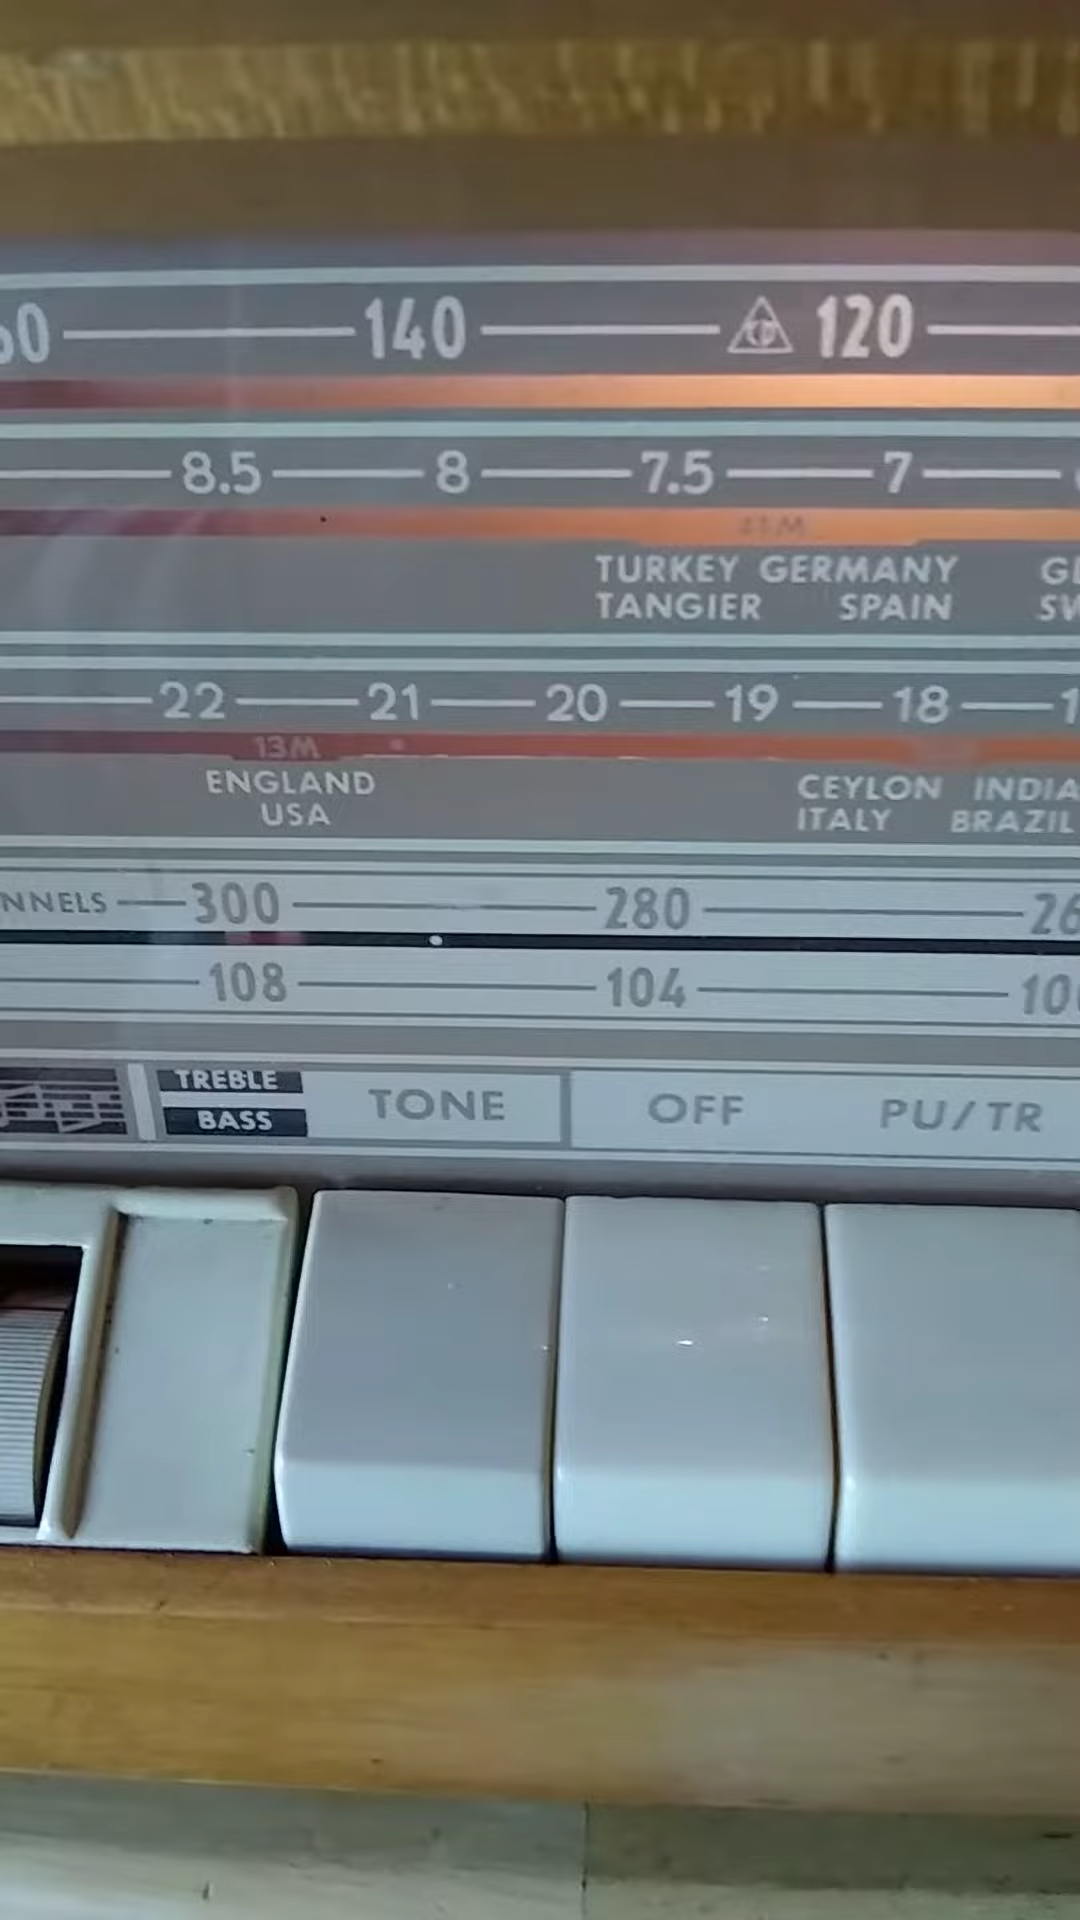 140 120
8.5 8 7.5 7
41M
TURKEY GERMANY
TANGIER SPAIN
22 21 20 19 18
13M
ENGLAND CEYLON INDIA
USA ITALY BRAZIL
300 280
108 104
TREBLE
BASS TONE OFF PU/TR